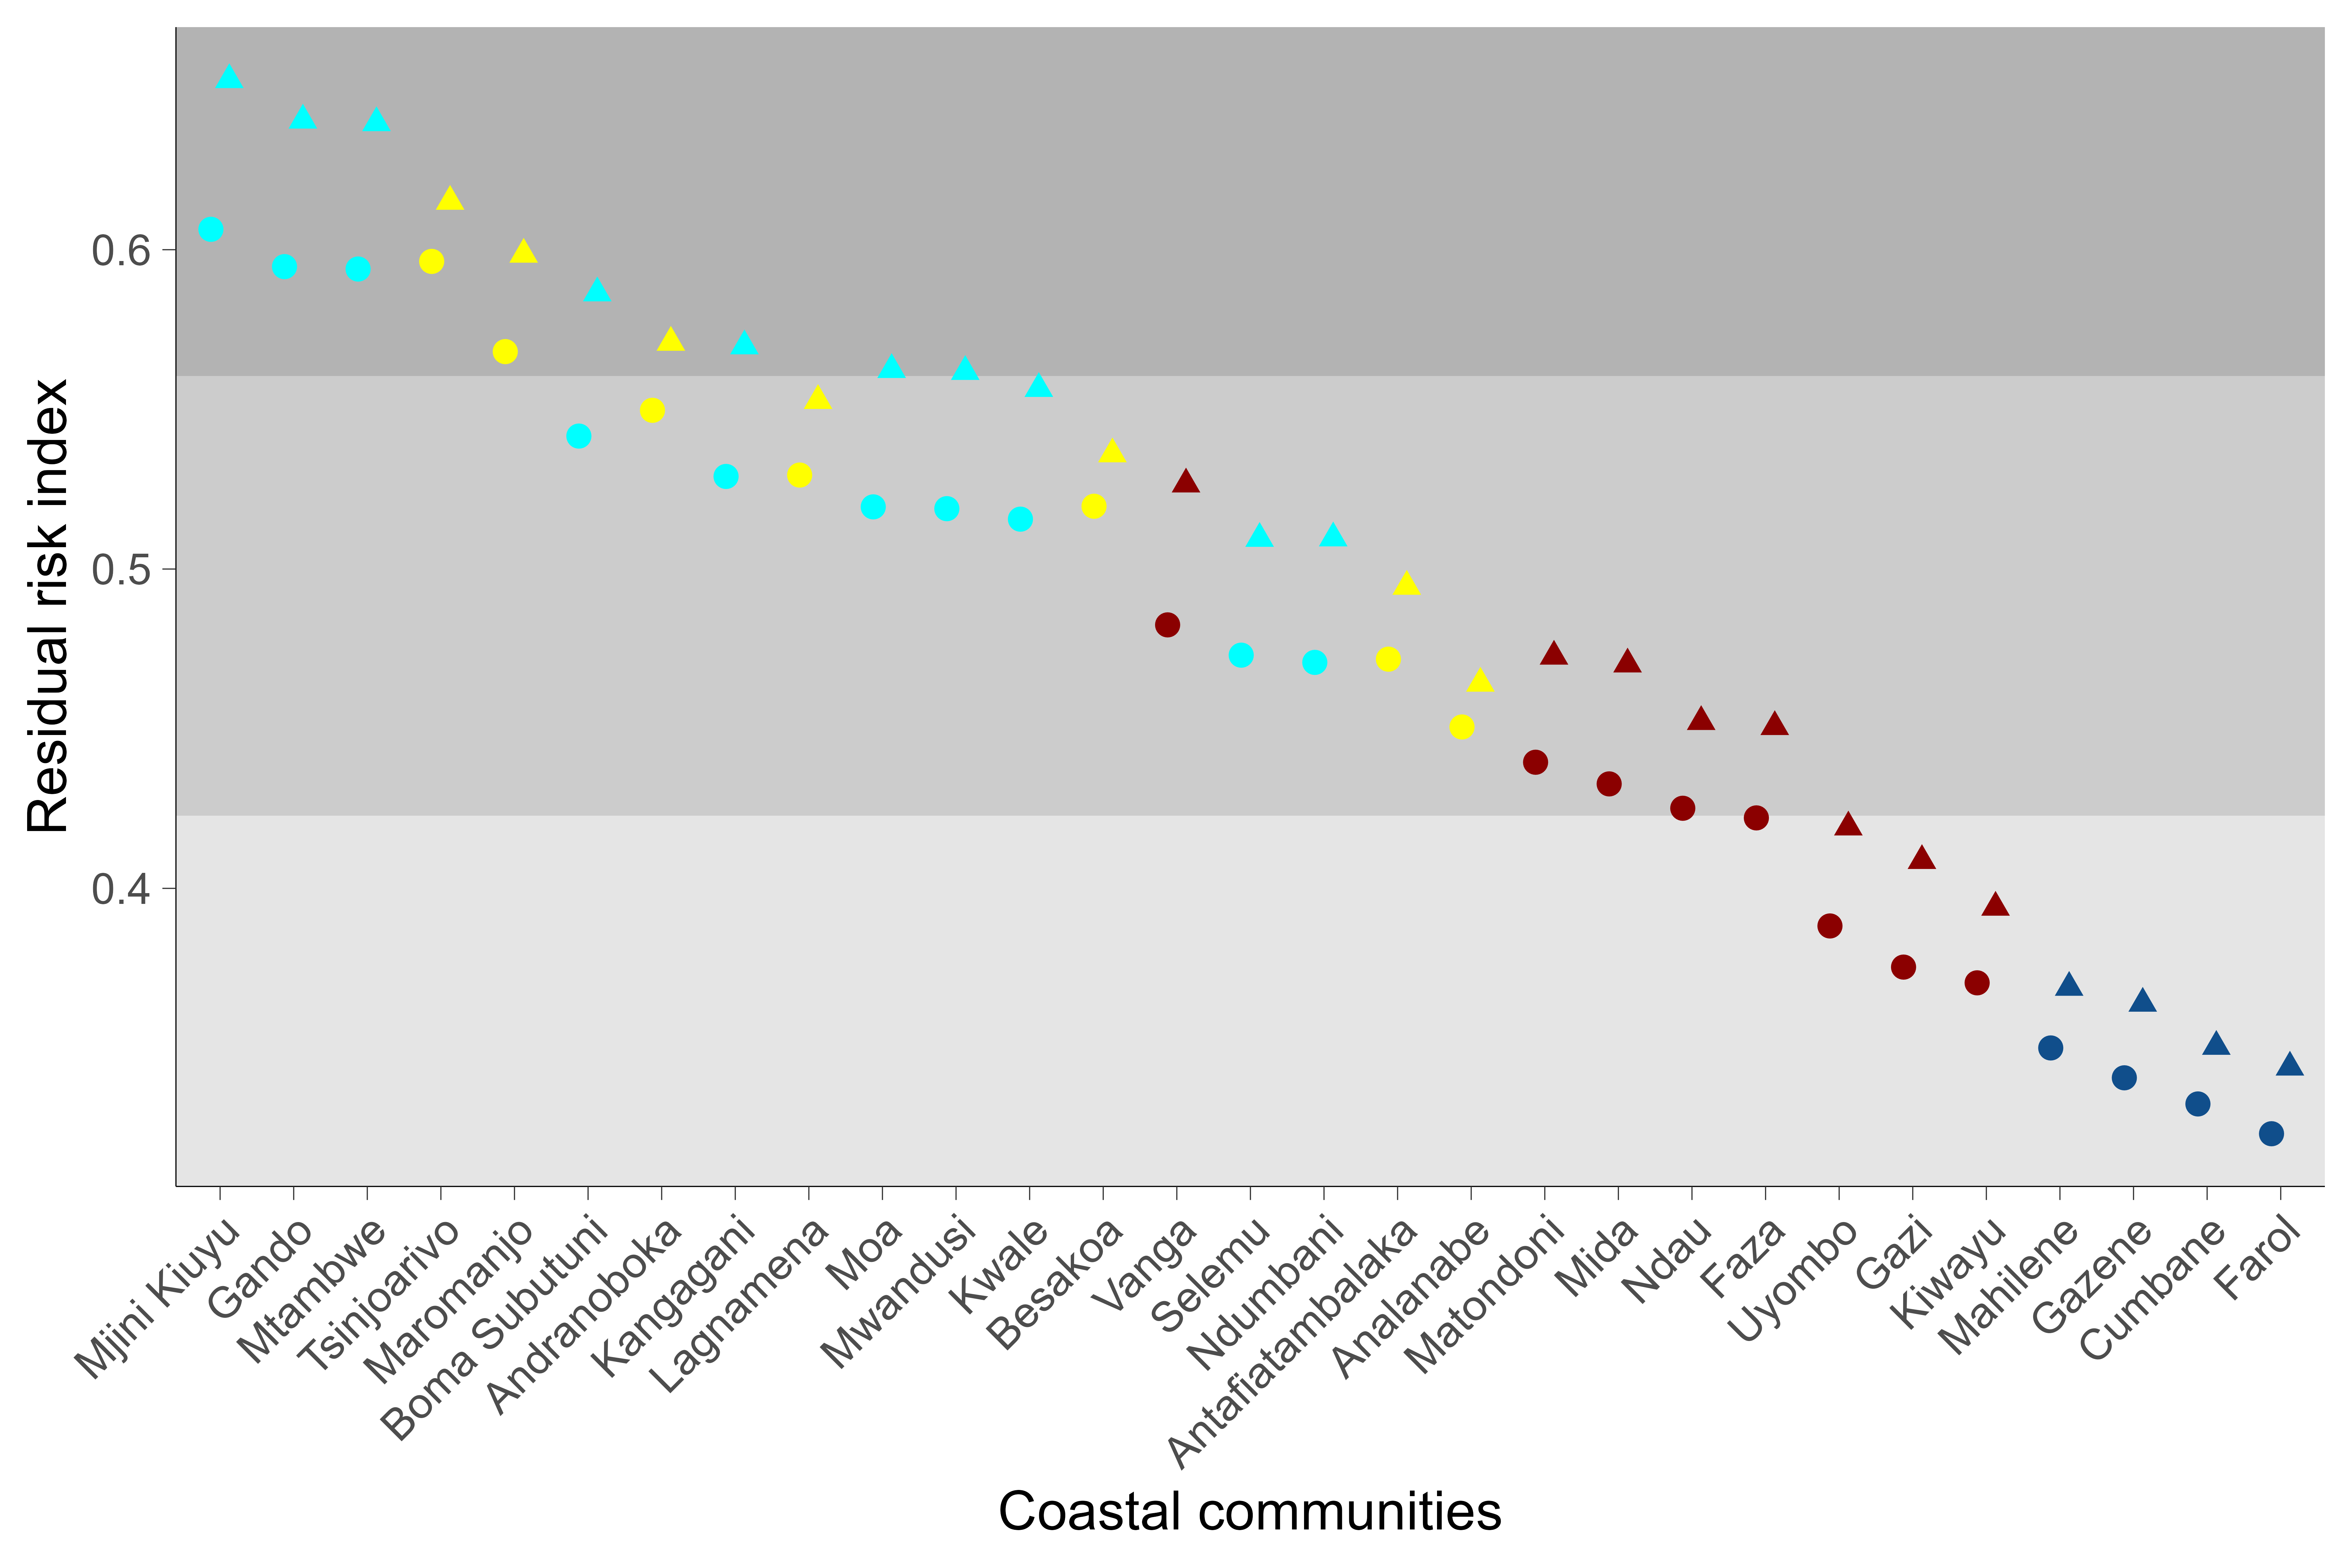 Residual risk index
0.6
0.5
0.4
Mjini Kiuyu
Gando
Mtambwe
Tsinjoarivo
Maromanjo
Boma Subutuni
Andranoboka
Kangagani
Lagnamena
Moa
Mwandusi
Kwale
Besakoa
Vanga
Selemu
Ndumbani
Antafiatambalaka
Analanabe
Matondoni
Mida
Ndau
Faza
Uyombo
Gazi
Kiwayu
Mahilene
Gazene
Cumbane
Farol
Coastal communities